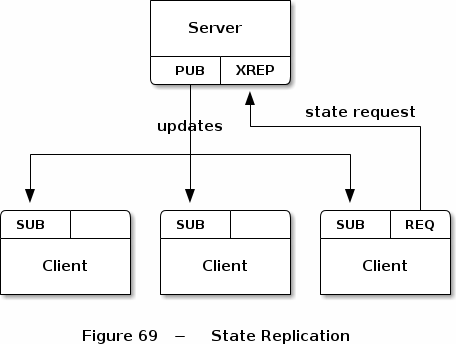 Server
PUB XREP
updates
state request
SUB SUB SUB REQ
Client Client Client
Figure 69 – State Replication